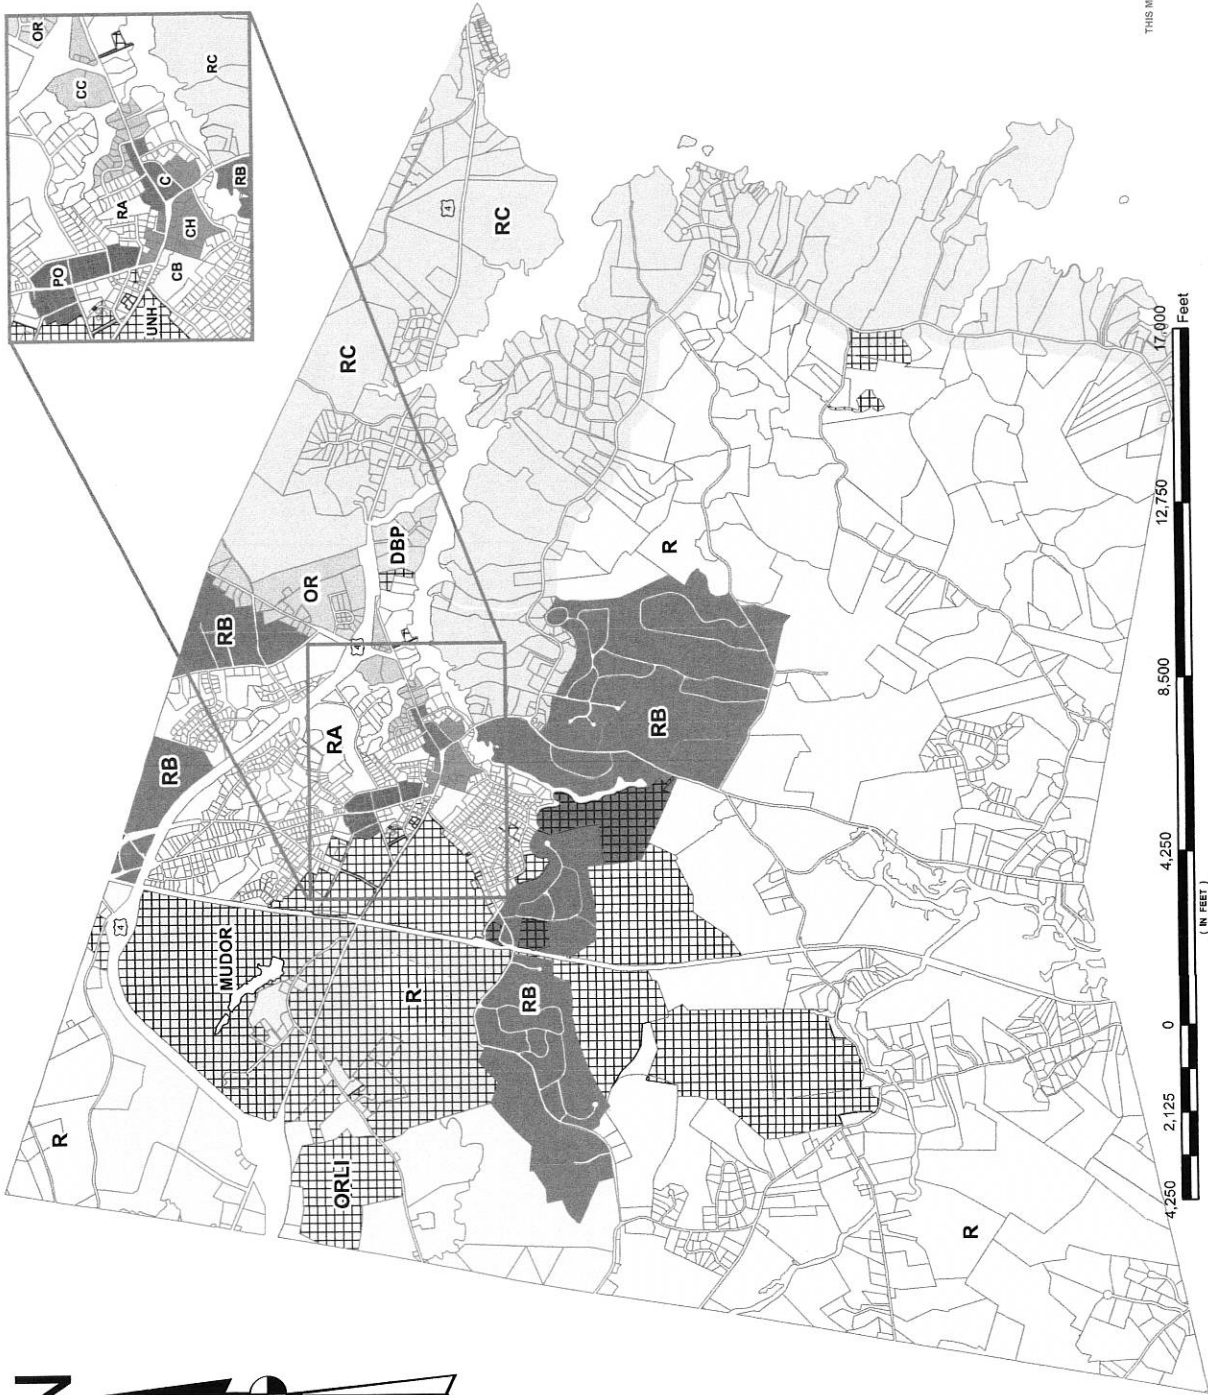 OR
CC
RC
RA
C
PO
CH
RB
CB
UNH
THIS M
4
RC
RC
DBP
OR
R
RB
4
RB
RA
RB
MUDOR
4
R
RB
R
ORLI
R
N
4,250
2,125
0
4,250
8,500
12,750
17,000
Feet
( IN FEET )